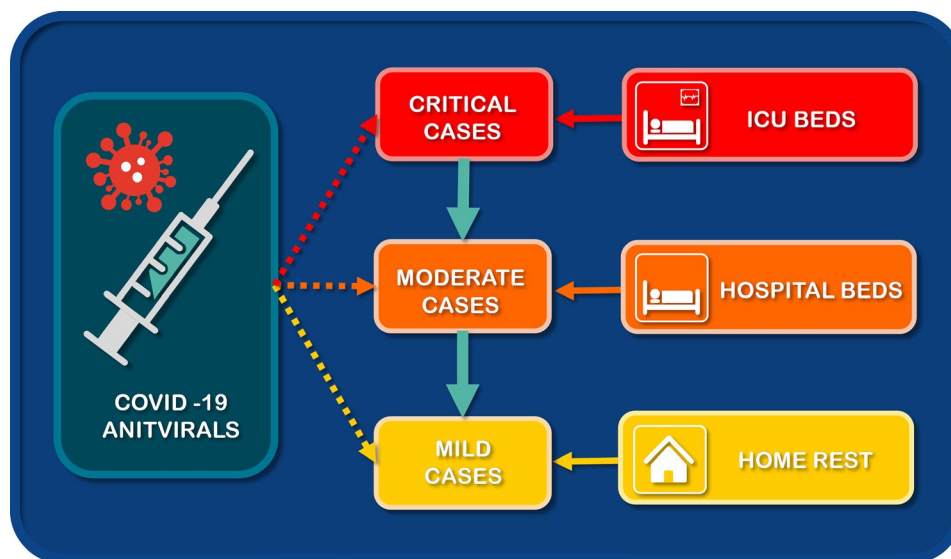 COVID -19
ANITVIRALS
CRITICAL
CASES
ICU BEDS
MODERATE
CASES
HOSPITAL BEDS
MILD
CASES
HOME REST